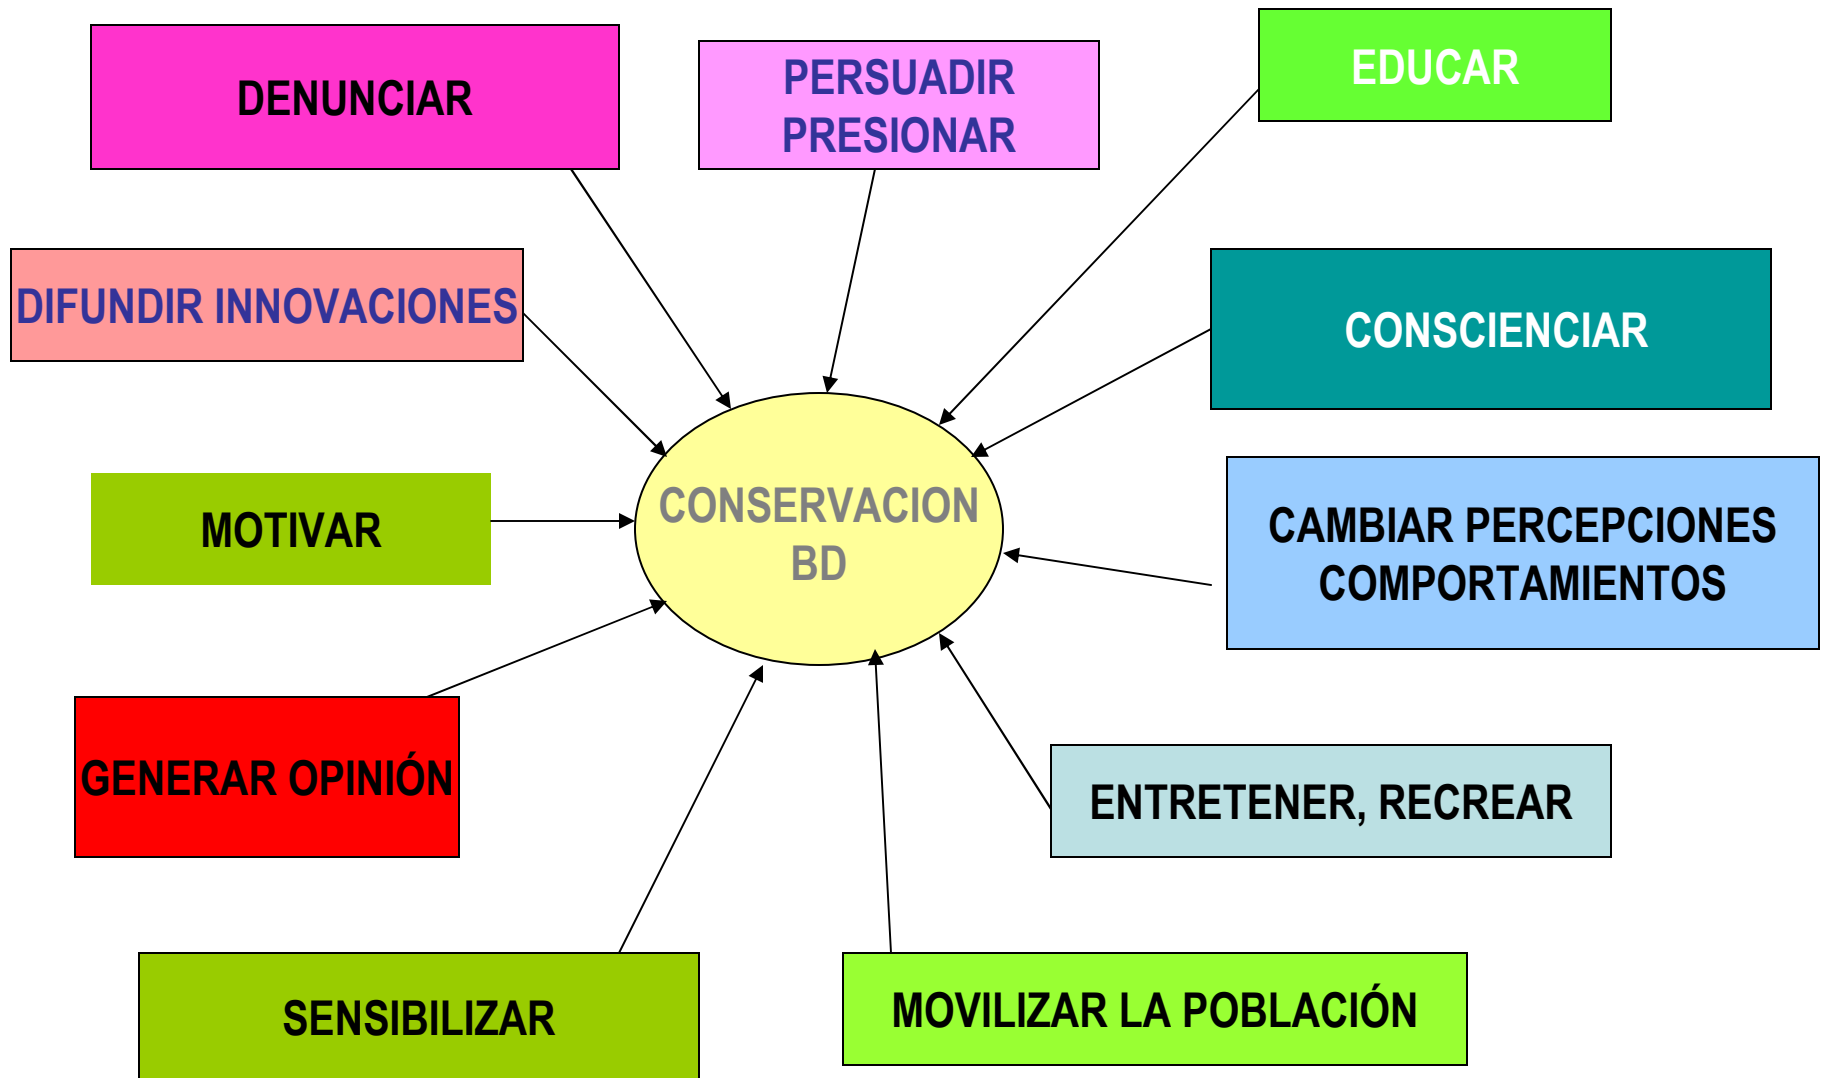 DENUNCIAR
PERSUADIR
PRESIONAR
EDUCAR
DIFUNDIR INNOVACIONES
CONSCIENCIAR
MOTIVAR
CONSERVACION
BD
CAMBIAR PERCEPCIONES
COMPORTAMIENTOS
GENERAR OPINIÓN
ENTRETENER, RECREAR
SENSIBILIZAR
MOVILIZAR LA POBLACIÓN